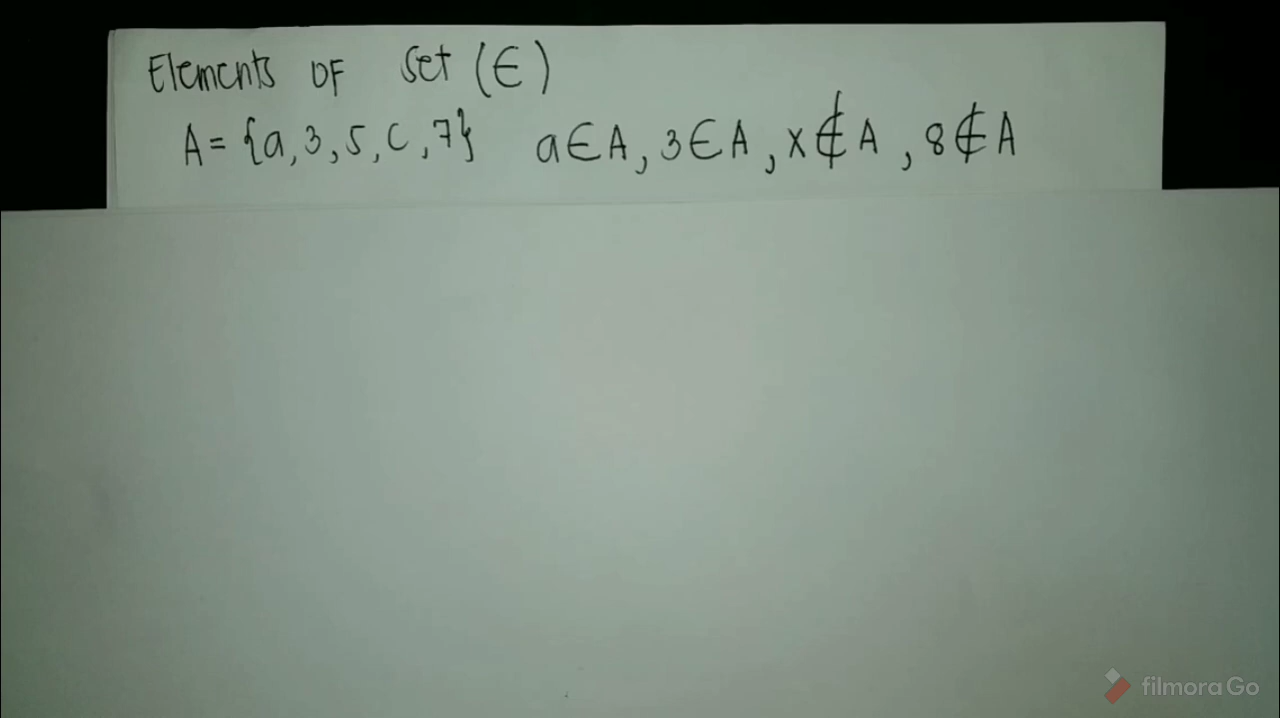 Elements OF set (∈)
A = {a, 3, 5, c, 7} a∈A, 3∈A, x∉A, 8∉A
filmora Go